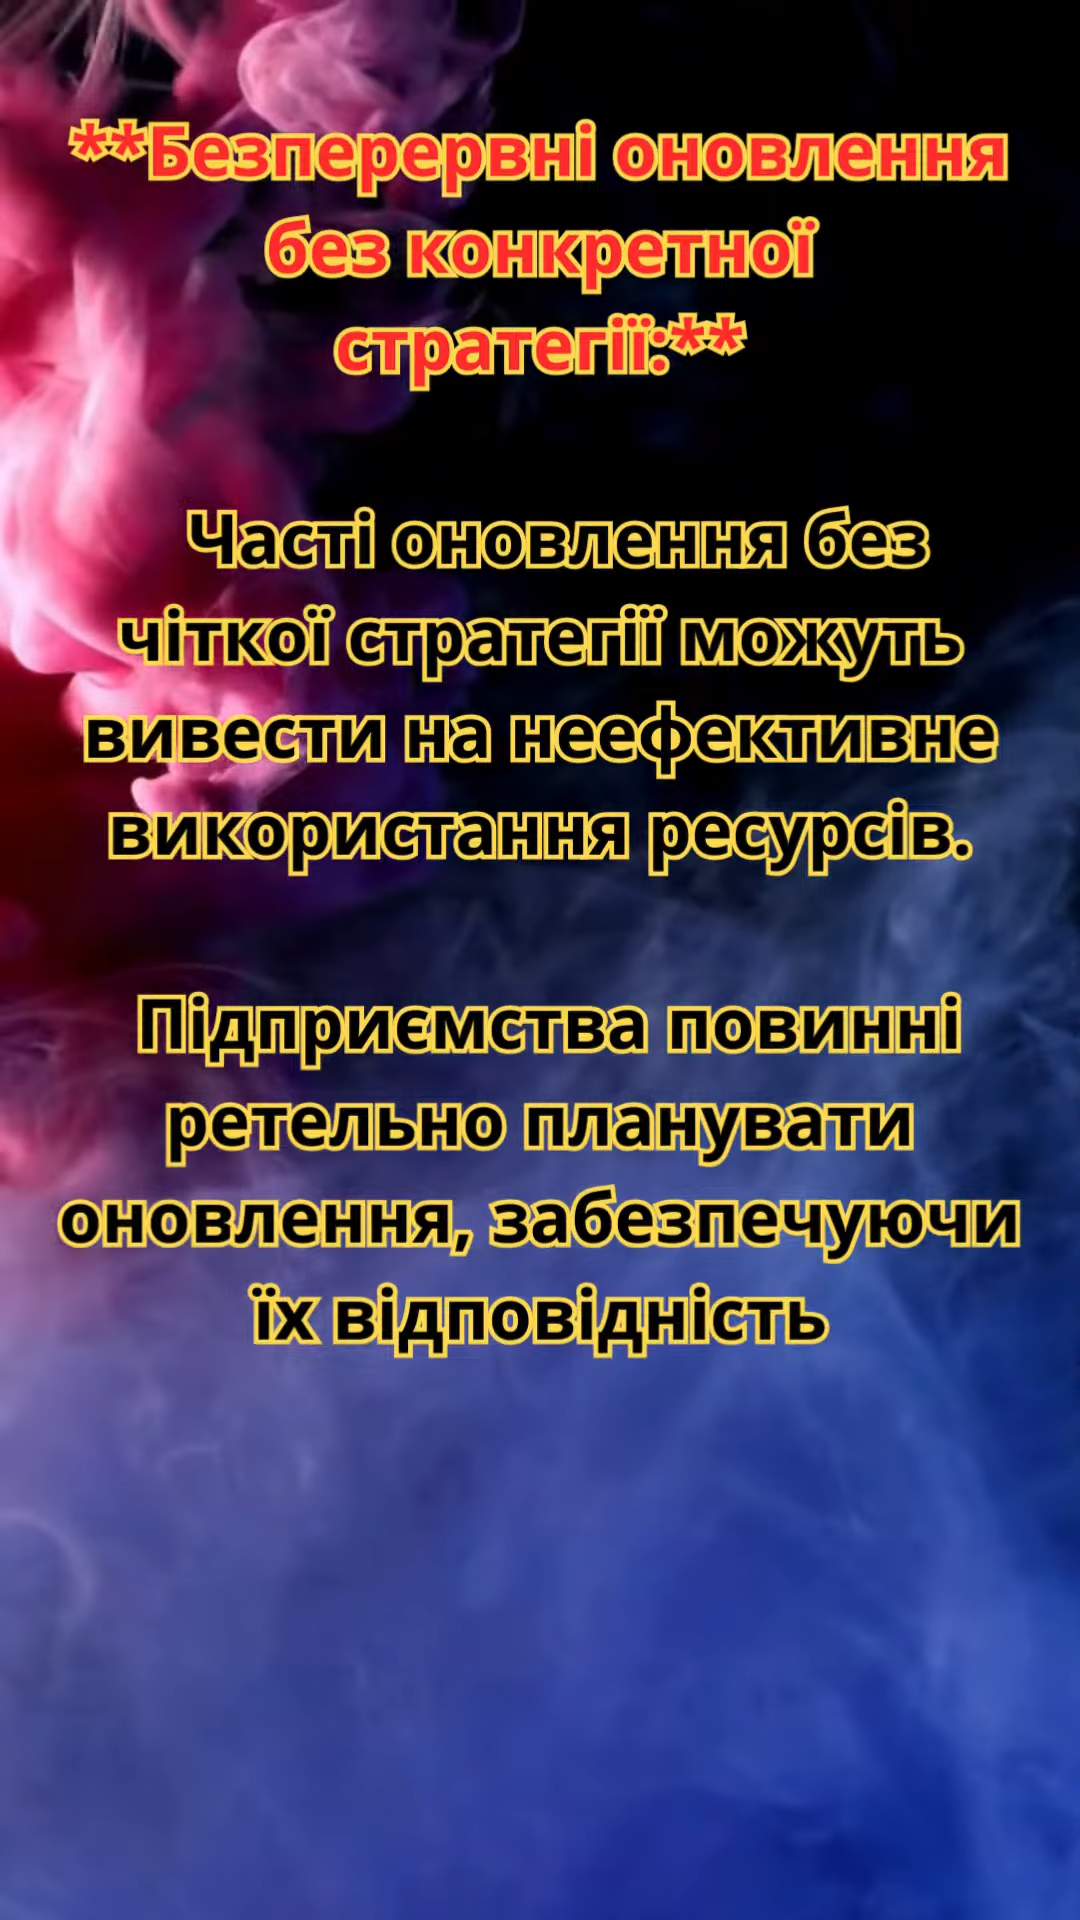 **Безперервні оновлення
без конкретної
стратегії:**
Часті оновлення без
чіткої стратегії можуть
вивести на неефективне
використання ресурсів.
Підприємства повинні
ретельно планувати
оновлення, забезпечуючи
їх відповідність